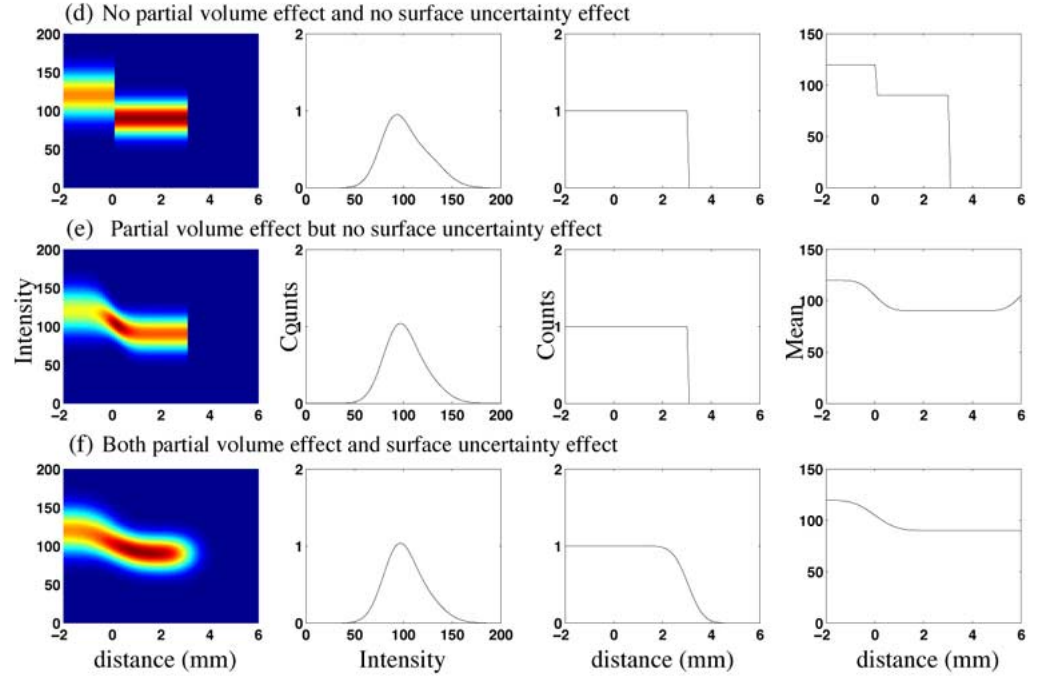 (d) No partial volume effect and no surface uncertainty effect
200
150
100
50
0
-2 0 2 4 6
2
1
0
0 50 100 150 200
2
1
0
-2 0 2 4 6
150
100
50
0
-2 0 2 4 6
(e) Partial volume effect but no surface uncertainty effect
Intensity
200
150
100
50
0
-2 0 2 4 6
Counts
2
1
0
0 50 100 150 200
Counts
2
1
0
-2 0 2 4 6
Mean
150
100
50
0
-2 0 2 4 6
(f) Both partial volume effect and surface uncertainty effect
200
150
100
50
0
-2 0 2 4 6
distance (mm)
2
1
0
0 50 100 150 200
Intensity
2
1
0
-2 0 2 4 6
distance (mm)
150
100
50
0
-2 0 2 4 6
distance (mm)